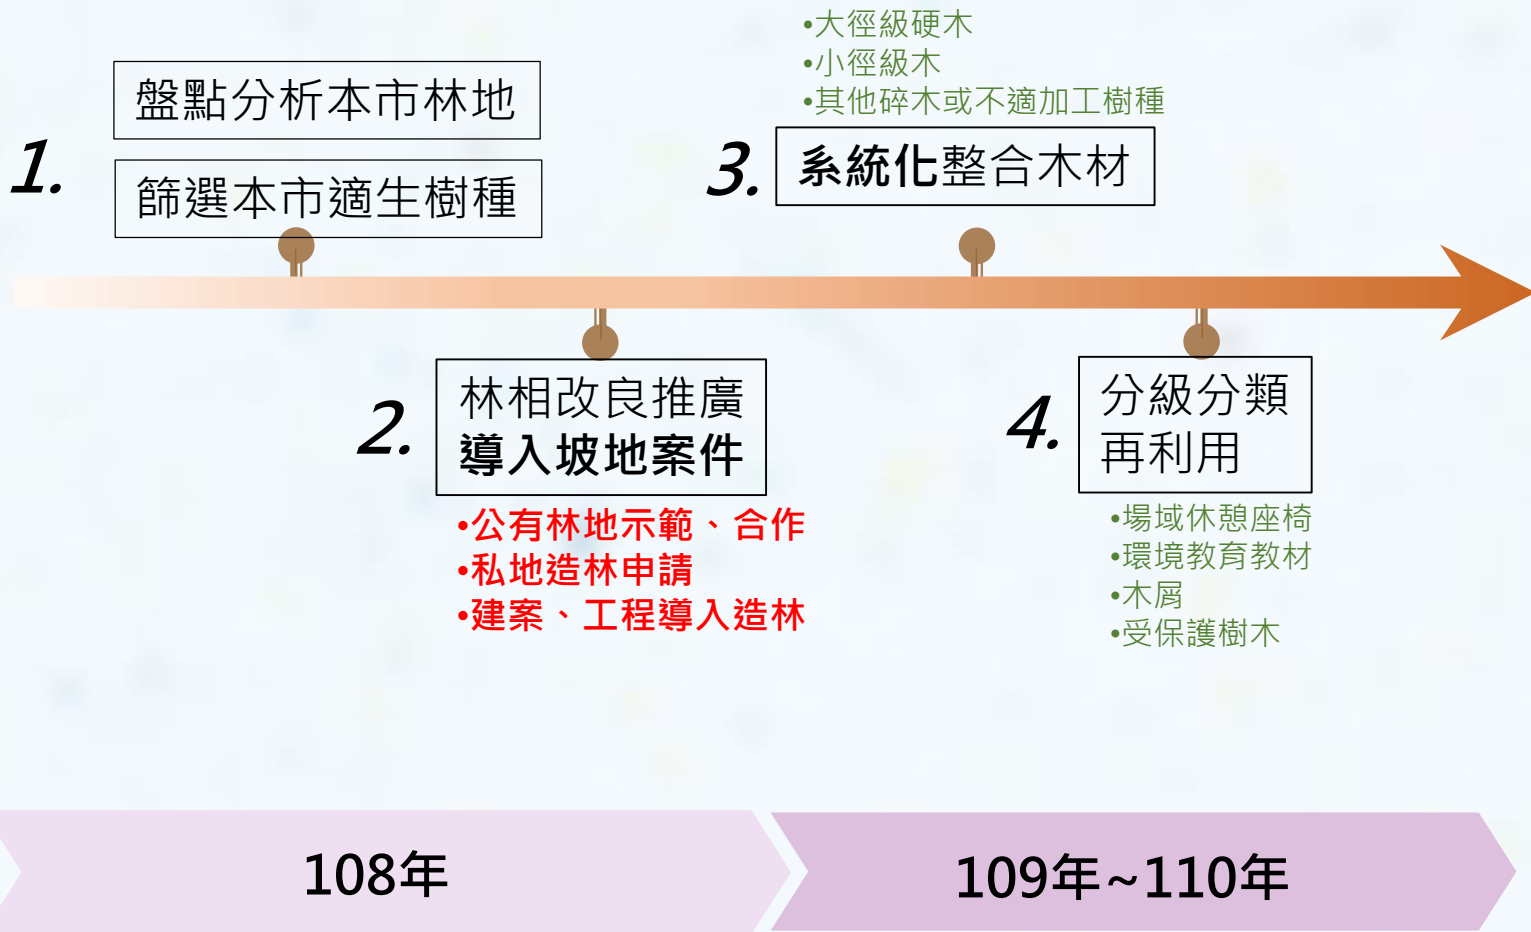 1.
盤點分析本市林地
篩選本市適生樹種
2.
林相改良推廣
導入坡地案件
•公有林地示範、合作
•私地造林申請
•建案、工程導入造林
•大徑級硬木
•小徑級木
•其他碎木或不適加工樹種
3.
系統化整合木材
4.
分級分類
再利用
•場域休憩座椅
•環境教育教材
•木屑
•受保護樹木
108年
109年~110年